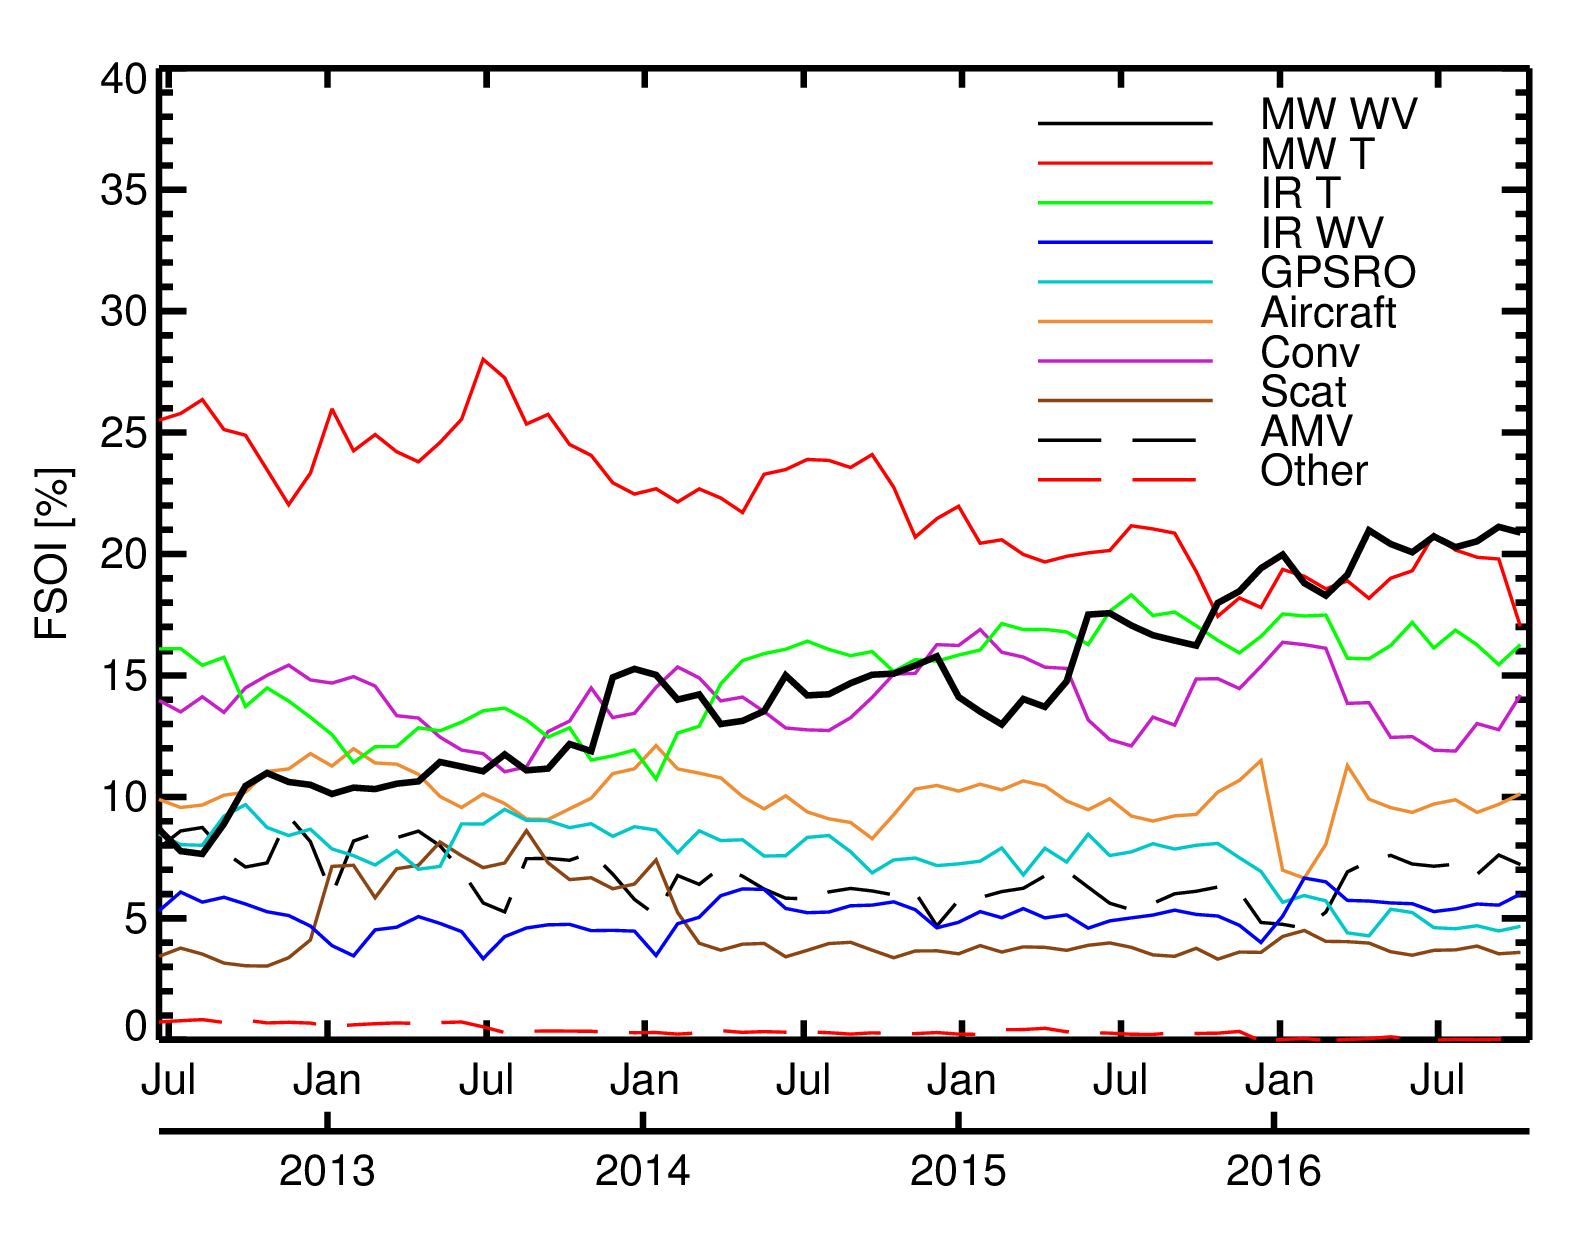 40
35
30
25
20
15
10
5
0
FSOI [%]
MW WV
MW T
IR T
IR WV
GPSRO
Aircraft
Conv
Scat
AMV
Other
Jul Jan Jul Jan Jul Jan Jul Jan Jul
2013 2014 2015 2016